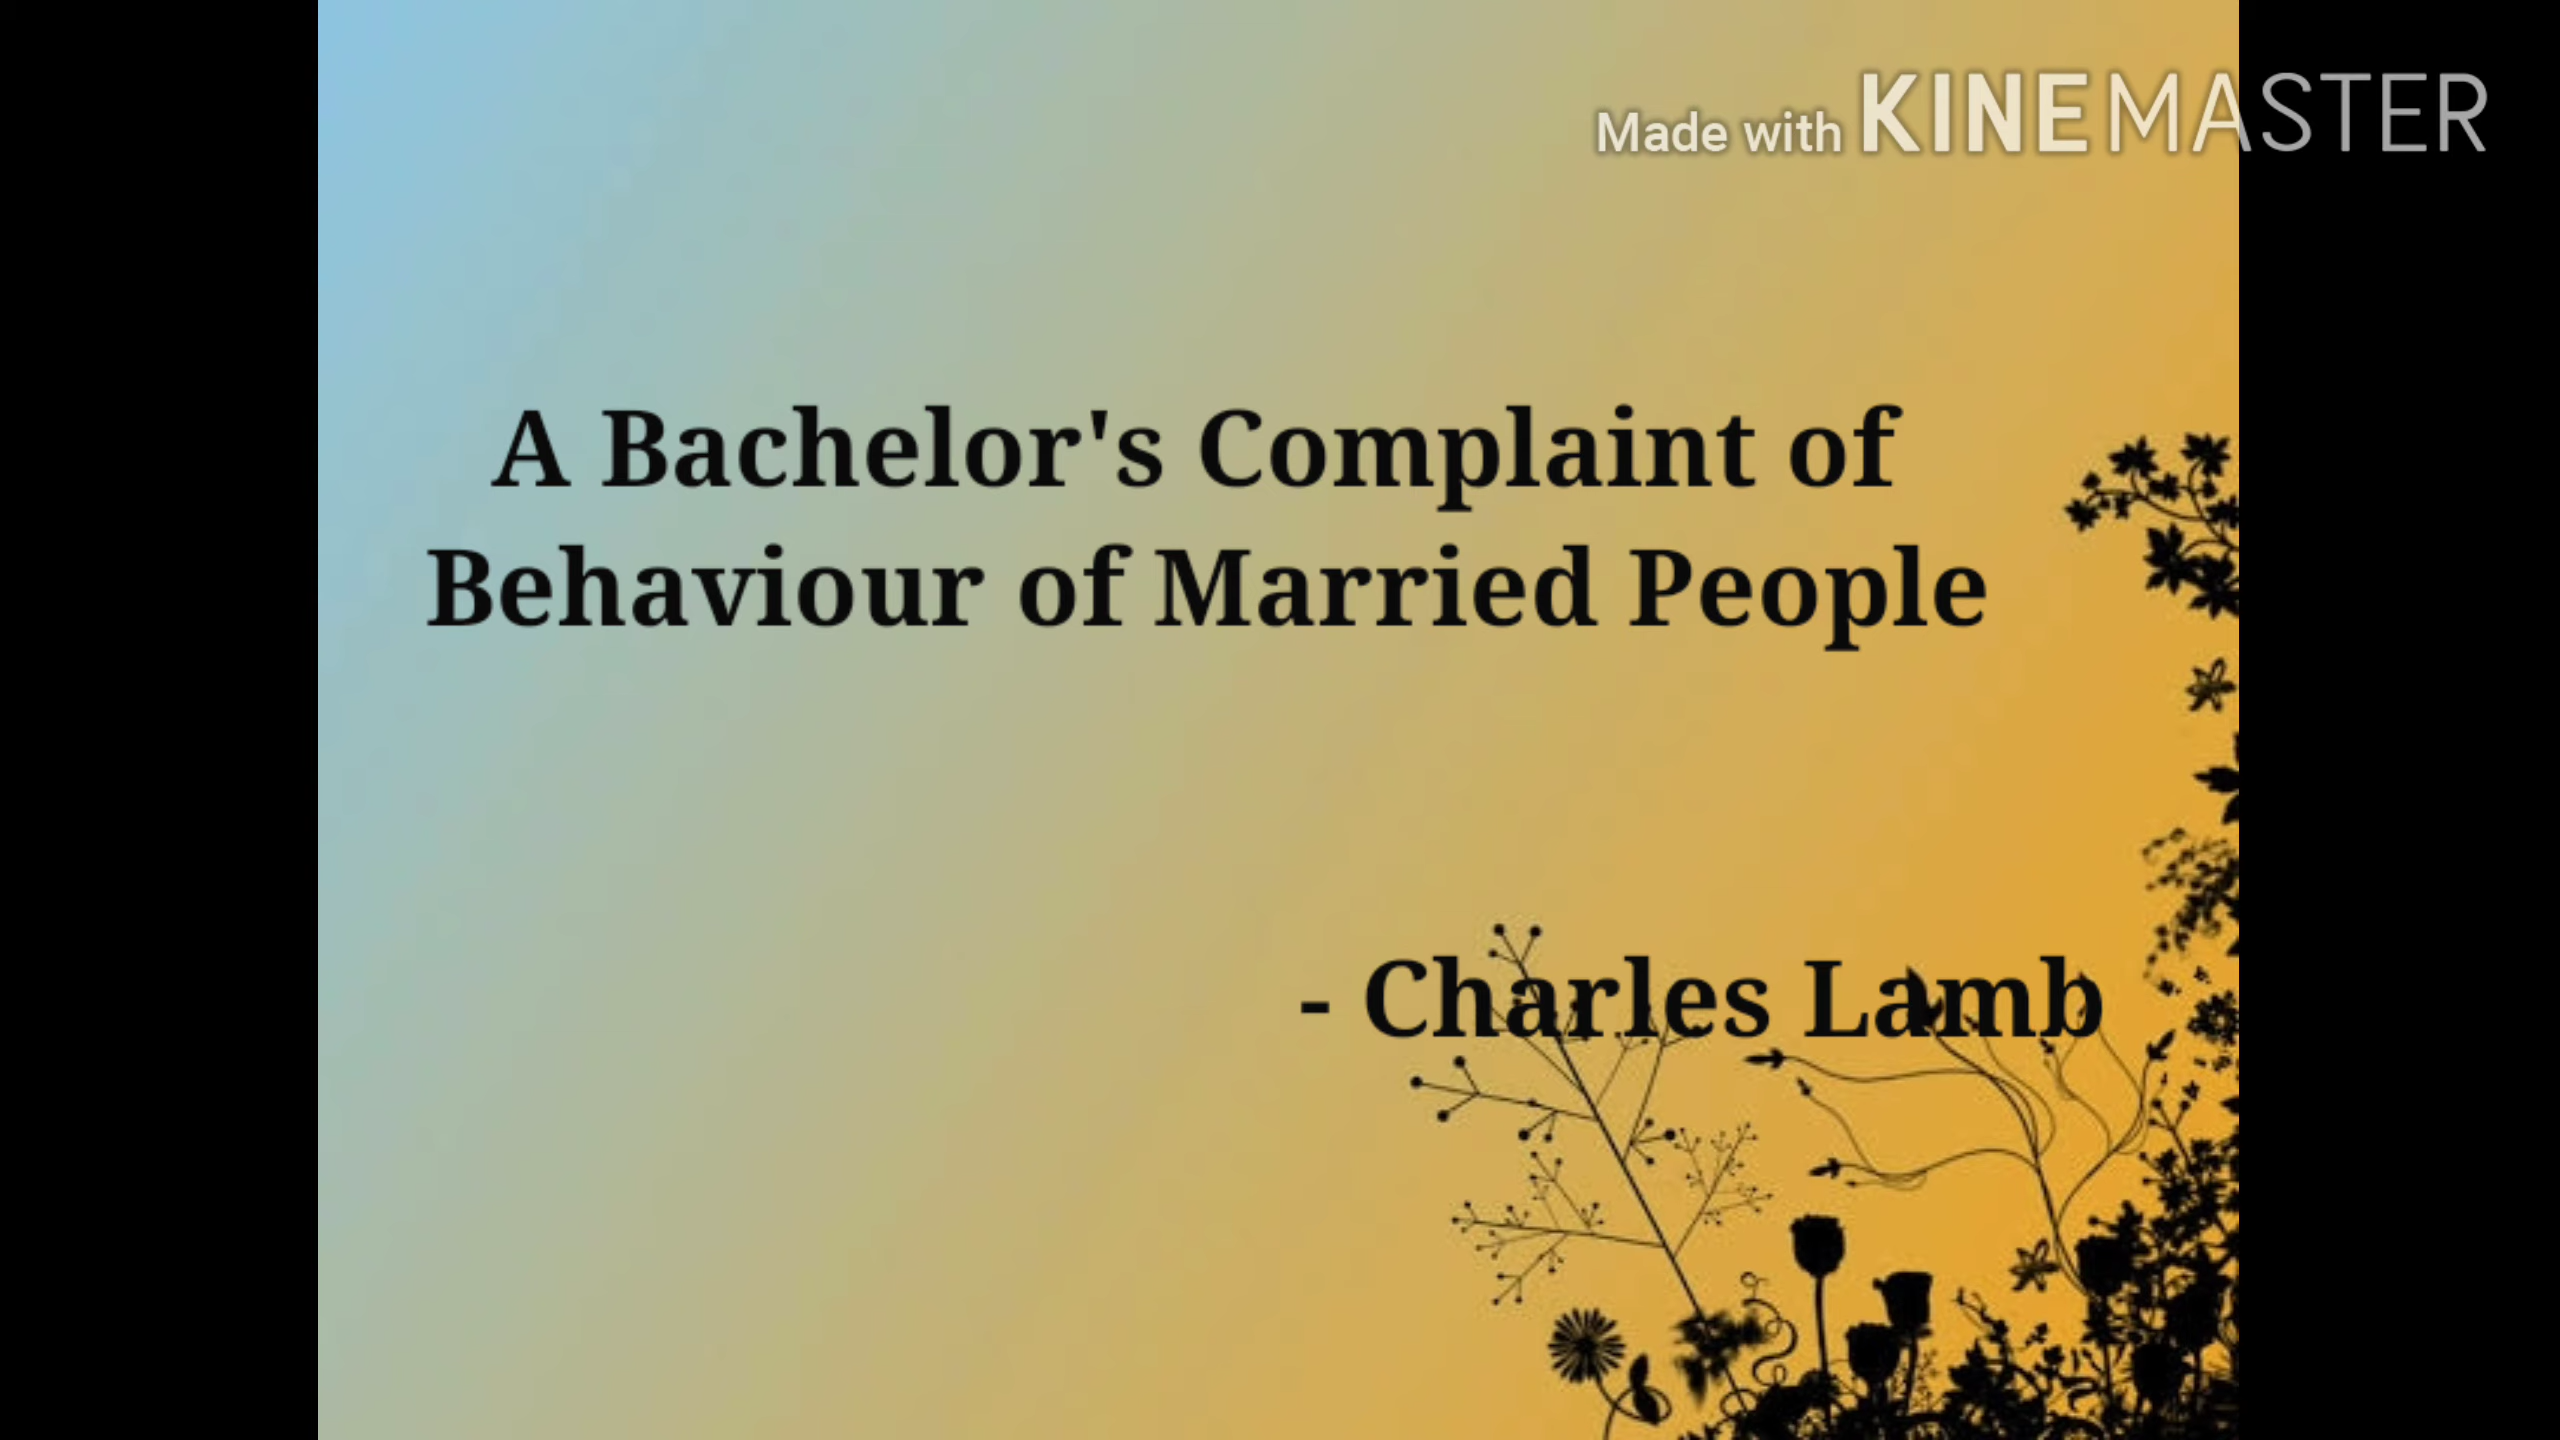 Made with KINEMASTER
A Bachelor's Complaint of
Behaviour of Married People
- Charles Lamb